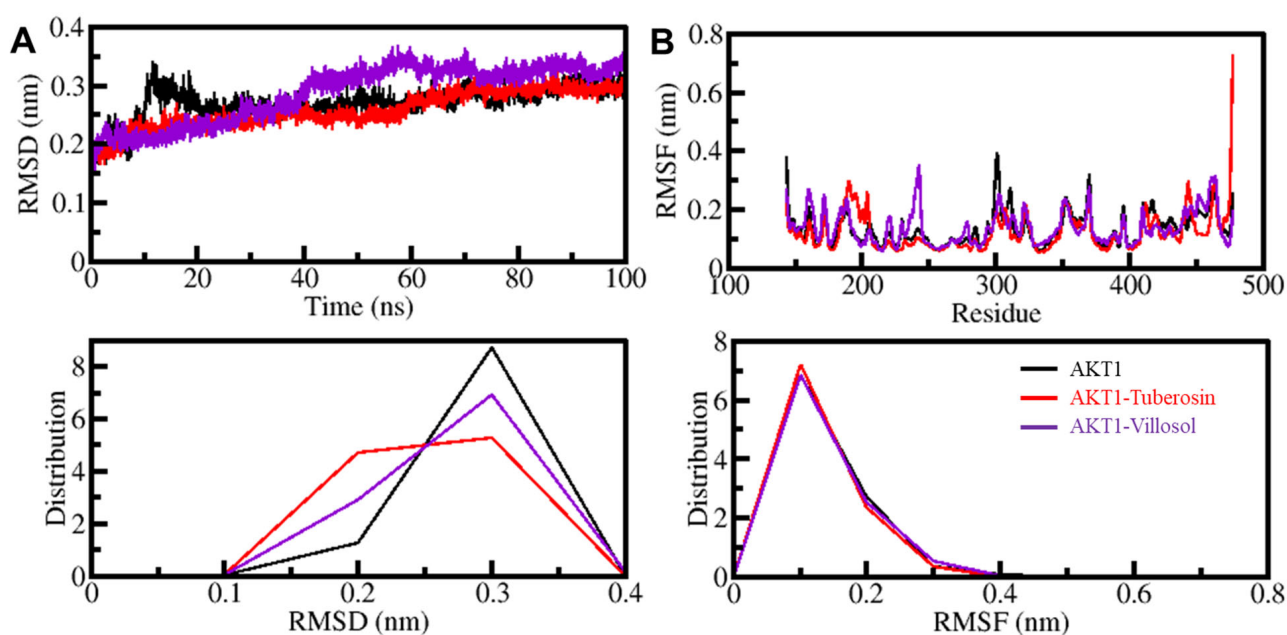 A
RMSD (nm)
0.4
0.3
0.2
0.1
0
0 20 40 60 80 100
Time (ns)
B
RMSF (nm)
0.8
0.6
0.4
0.2
0
100 200 300 400 500
Residue
Distribution
8
6
4
2
0
0 0.1 0.2 0.3 0.4
RMSD (nm)
Distribution
8
6
4
2
0
AKT1
AKT1-Tuberosin
AKT1-Villosol
0 0.2 0.4 0.6 0.8
RMSF (nm)